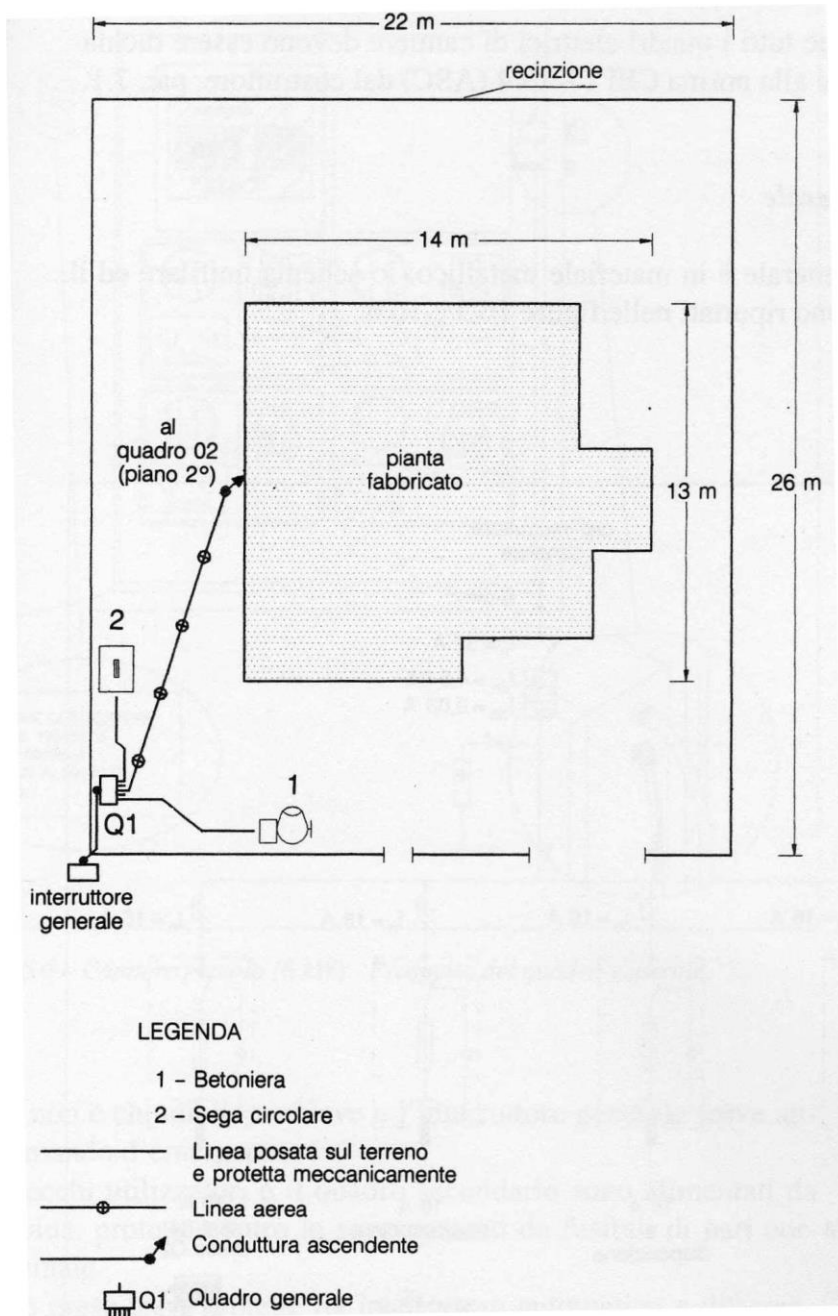 22 m
recinzione
14 m
al
quadro 02
(piano 2°)
pianta
fabbricato
13 m
26 m
2
1
Q1
interruttore
generale
LEGENDA
1 – Betoniera
2 – Sega circolare
Linea posata sul terreno
e protetta meccanicamente
Linea aerea
Conduttura ascendente
Q1 Quadro generale